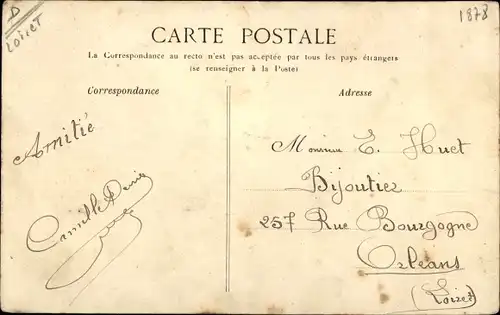 D
Loiret
1878
CARTE POSTALE
La Correspondance au recto n'est pas acceptée par tous les pays étrangers
(se renseigner à la Poste)
Correspondance
Adresse
Amitié
Camille
Monsieur E. Huet
Bijoutier
257 Rue Bourgogne
Orléans
(Loiret)